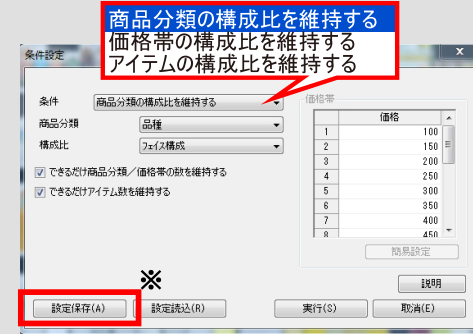 商品分類の構成比を維持する
価格帯の構成比を維持する
アイテムの構成比を維持する
条件設定
x
条件 商品分類の構成比を維持する
商品分類 品種
構成比 フェイス構成
できるだけ商品分類／価格帯の数を維持する
できるだけアイテム数を維持する
価格帯
価格
1 100
2 150
3 200
4 250
5 300
6 350
7 400
8 450
簡易設定
※
説明
設定保存(A) 設定読込(R) 実行(S) 取消(E)